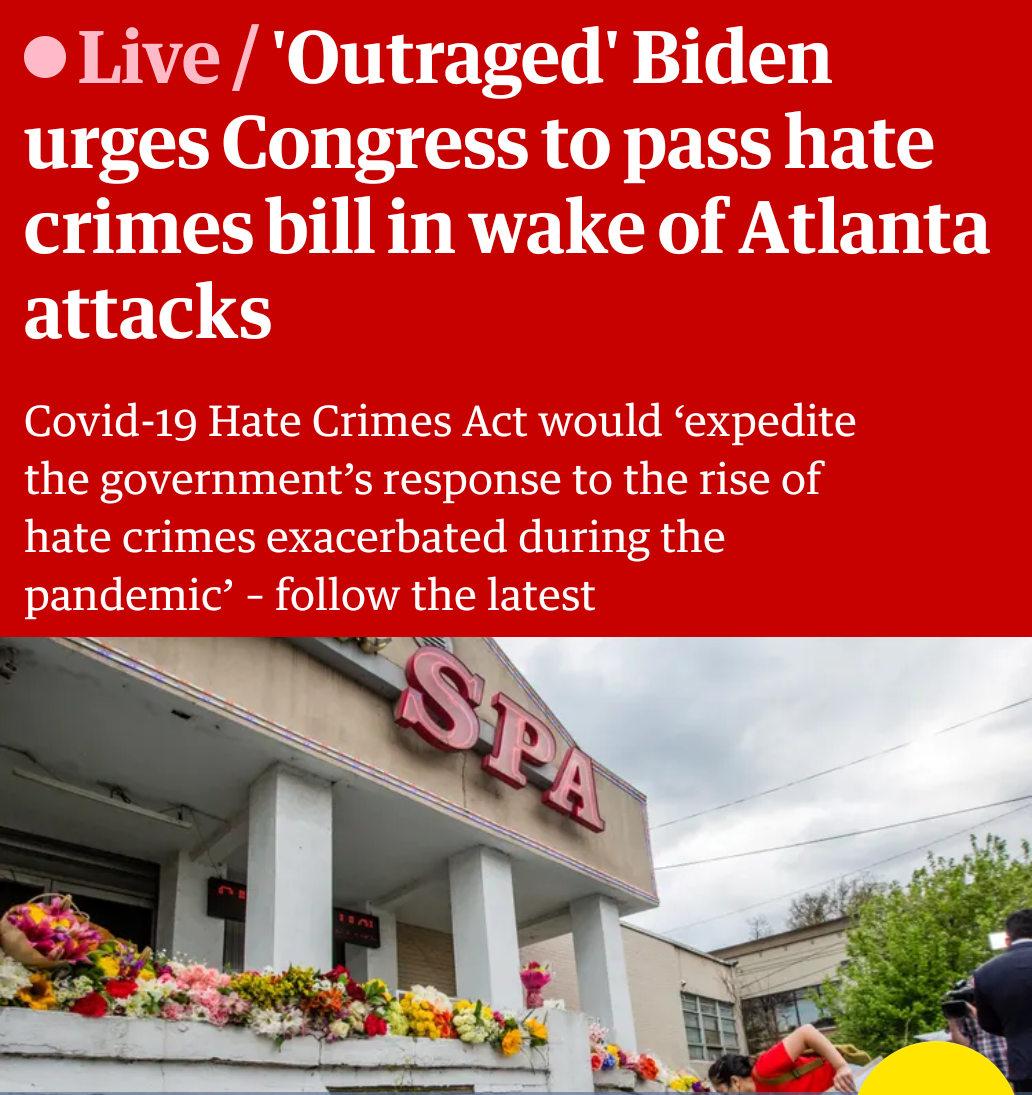 Live / 'Outraged' Biden
urges Congress to pass hate
crimes bill in wake of Atlanta
attacks
Covid-19 Hate Crimes Act would ‘expedite
the government’s response to the rise of
hate crimes exacerbated during the
pandemic’ – follow the latest
SPA